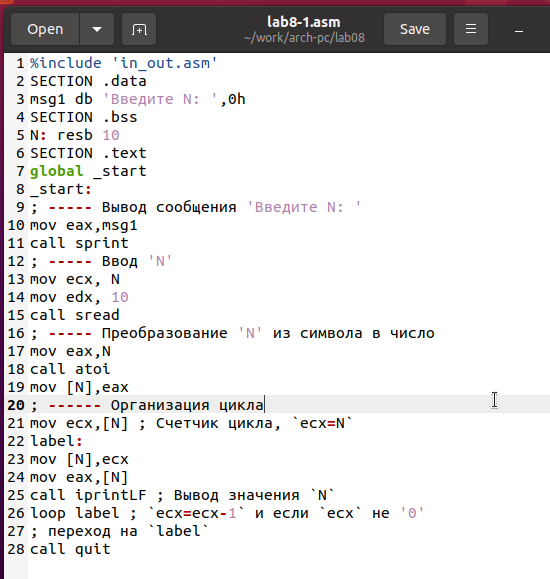 Open
lab8-1.asm
~/work/arch-pc/lab08
Save
1 %include 'in_out.asm'
2 SECTION .data
3 msg1 db 'Введите N: ',0h
4 SECTION .bss
5 N: resb 10
6 SECTION .text
7 global _start
8 _start:
9 ; ----- Вывод сообщения 'Введите N: '
10 mov eax,msg1
11 call sprint
12 ; ----- Ввод 'N'
13 mov ecx, N
14 mov edx, 10
15 call sread
16 ; ----- Преобразование 'N' из символа в число
17 mov eax,N
18 call atoi
19 mov [N],eax
20 ; ------ Организация цикла
21 mov ecx,[N] ; Счетчик цикла, `ecx=N`
22 label:
23 mov [N],ecx
24 mov eax,[N]
25 call iprintLF ; Вывод значения `N`
26 loop label ; `ecx=ecx-1` и если `ecx` не '0'
27 ; переход на `label`
28 call quit